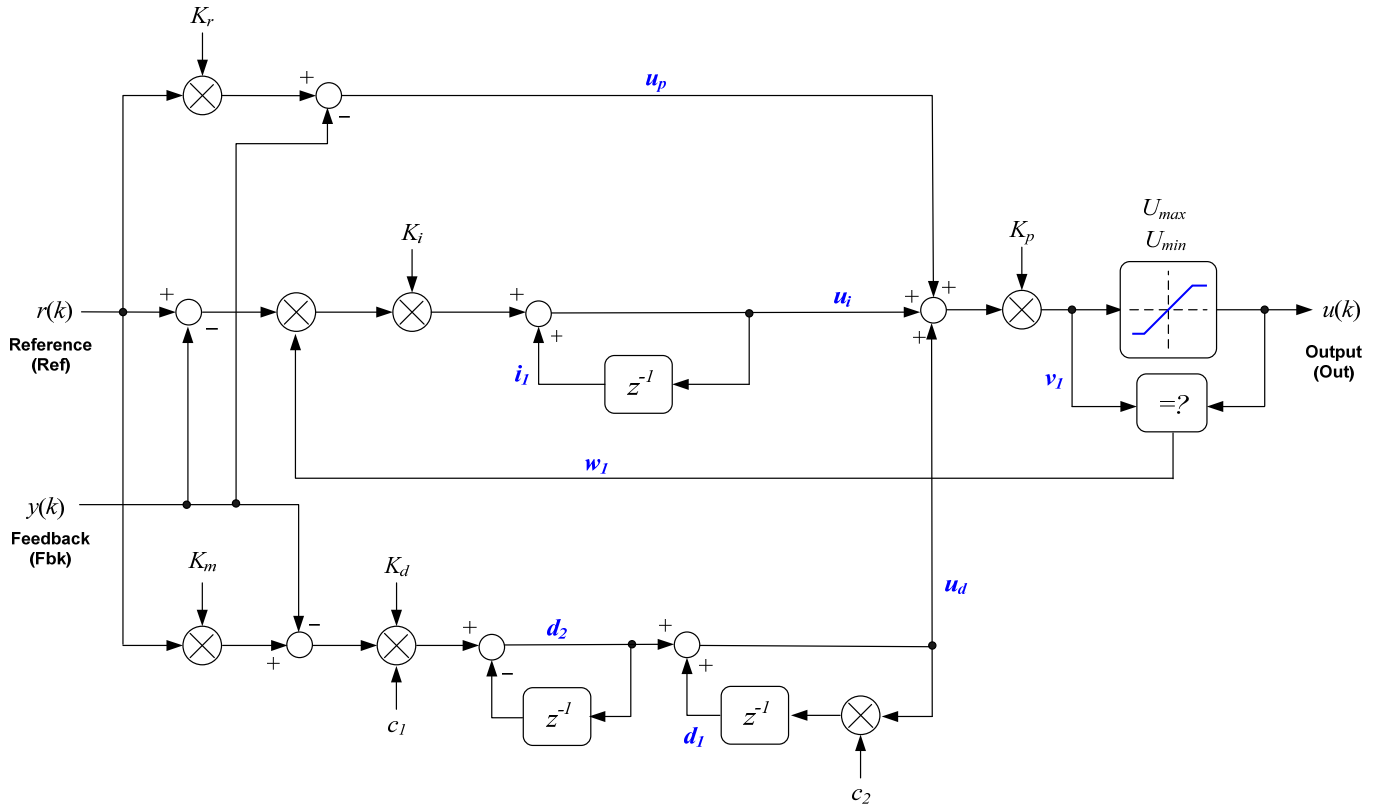 Kr
+
−
up
Umax
Umin
Ki
Kp
r(k)
+
−
+
+
ui
+
+
+
u(k)
Reference
(Ref)
Output
(Out)
i1
z-1
v1
=?
w1
y(k)
Feedback
(Fbk)
Km
Kd
ud
−
+
+
d2
+
−
+
c1
z-1
d1
z-1
c2